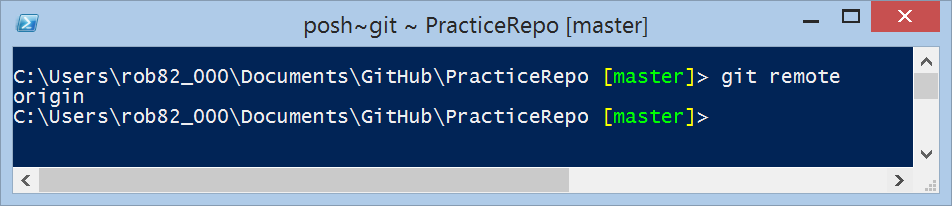 posh~git ~ PracticeRepo [master]
C:\Users\rob82_000\Documents\GitHub\PracticeRepo [master]> git remote
origin
C:\Users\rob82_000\Documents\GitHub\PracticeRepo [master]>